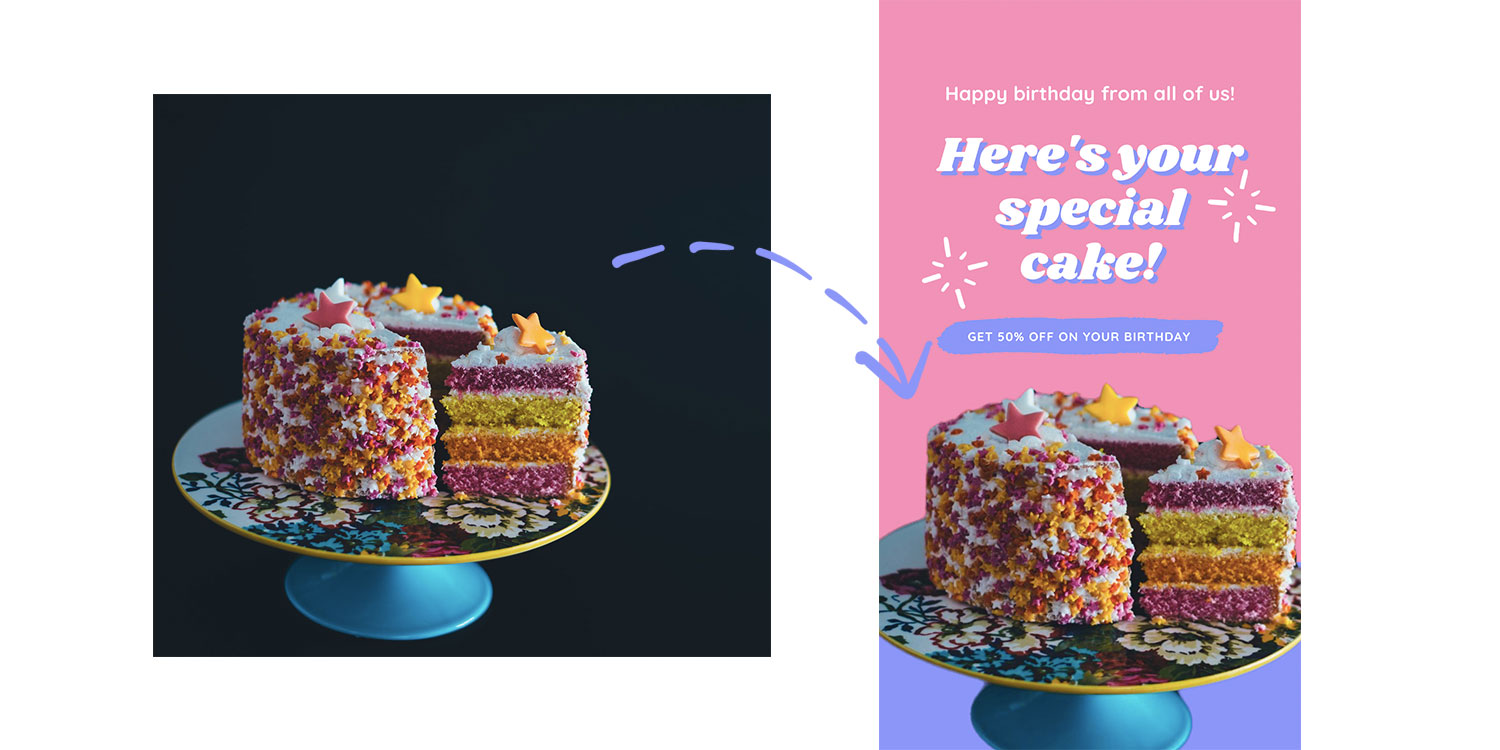 Happy birthday from all of us!
Here's your
special
cake!
GET 50% OFF ON YOUR BIRTHDAY